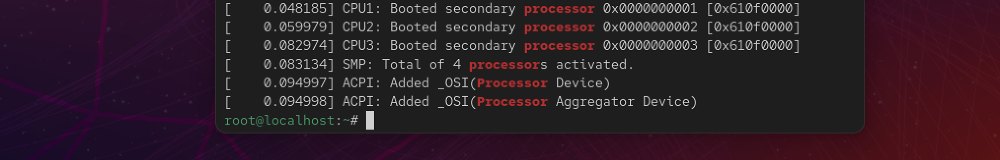 [    0.048185] CPU1: Booted secondary processor 0x0000000001 [0x610f0000]
[    0.059979] CPU2: Booted secondary processor 0x0000000002 [0x610f0000]
[    0.082974] CPU3: Booted secondary processor 0x0000000003 [0x610f0000]
[    0.083134] SMP: Total of 4 processors activated.
[    0.094997] ACPI: Added _OSI(Processor Device)
[    0.094998] ACPI: Added _OSI(Processor Aggregator Device)
root@localhost:~#